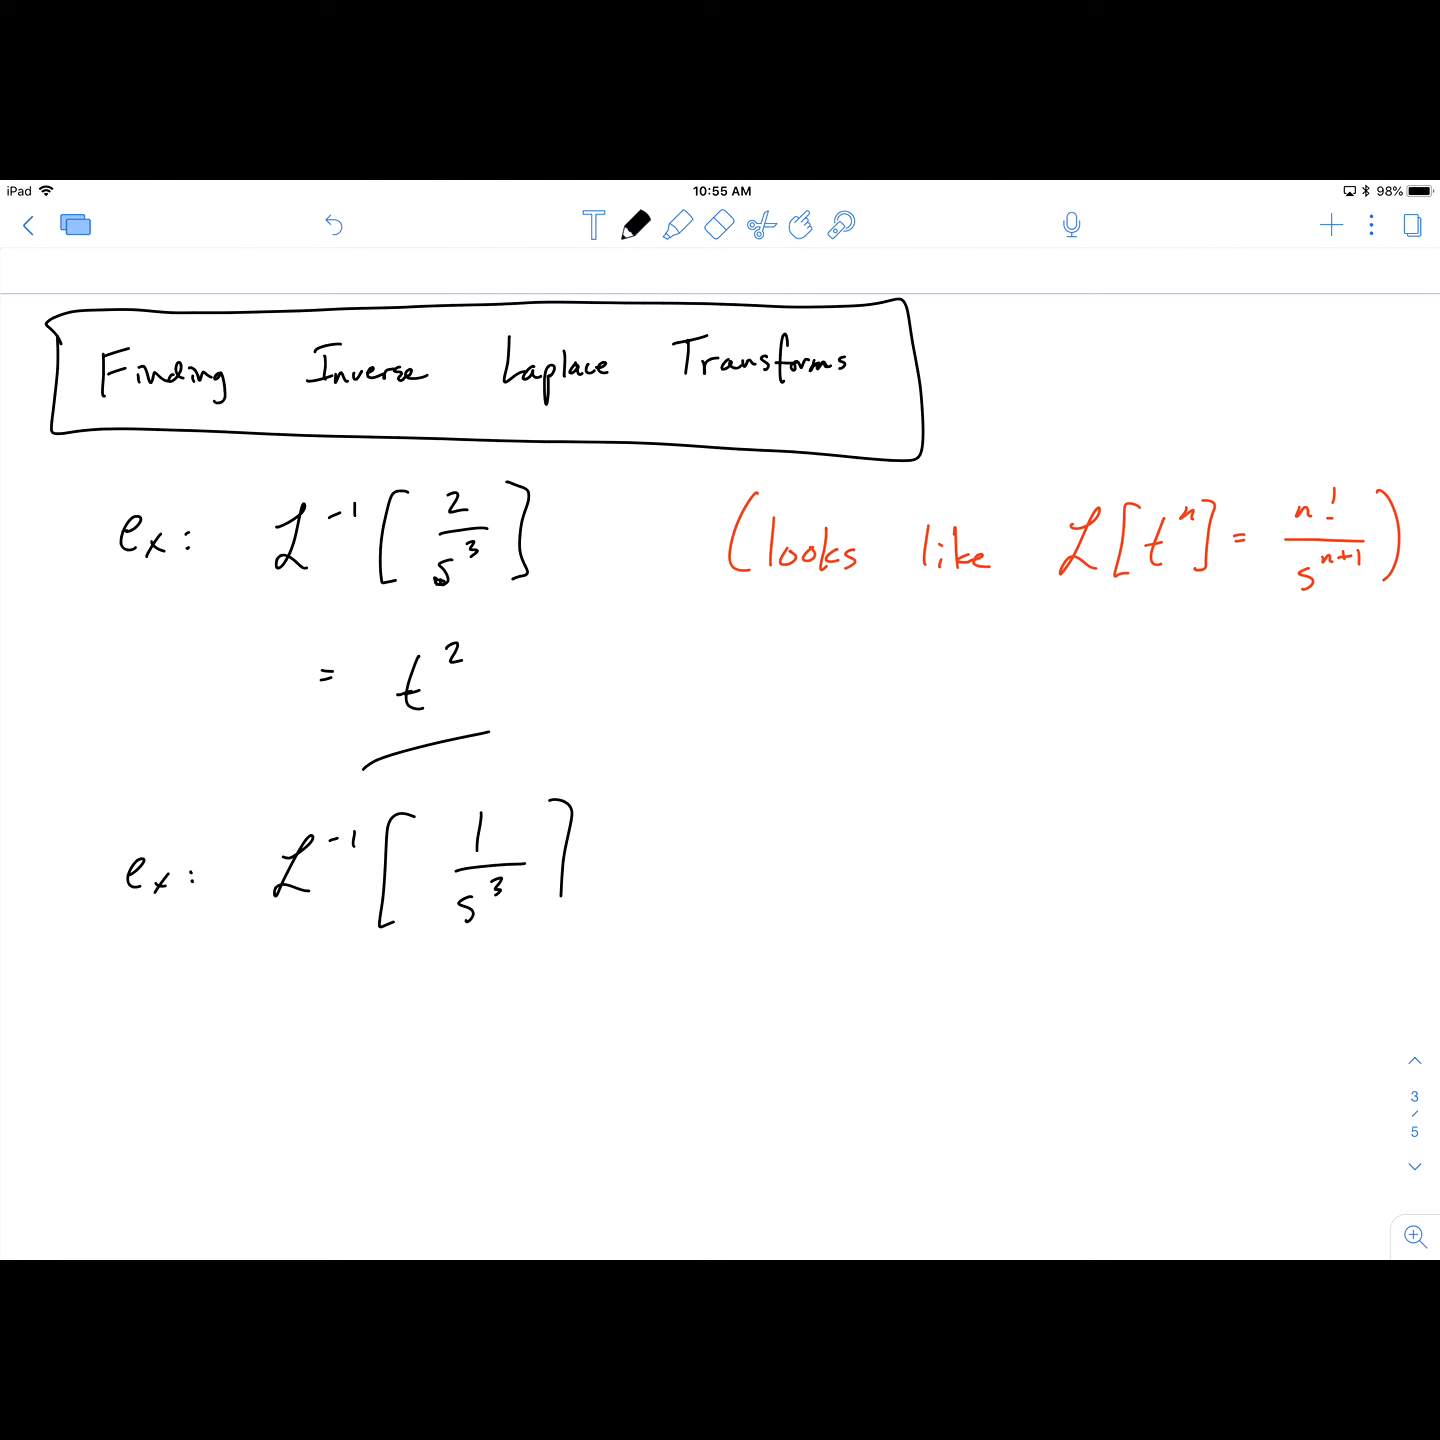 iPad 10:55 AM 98%
T
Finding Inverse Laplace Transforms
ex: ℒ⁻¹[2/s³] (looks like ℒ[tⁿ] = n!/sⁿ⁺¹)
= t²
ex: ℒ⁻¹[1/s³]
3
/
5